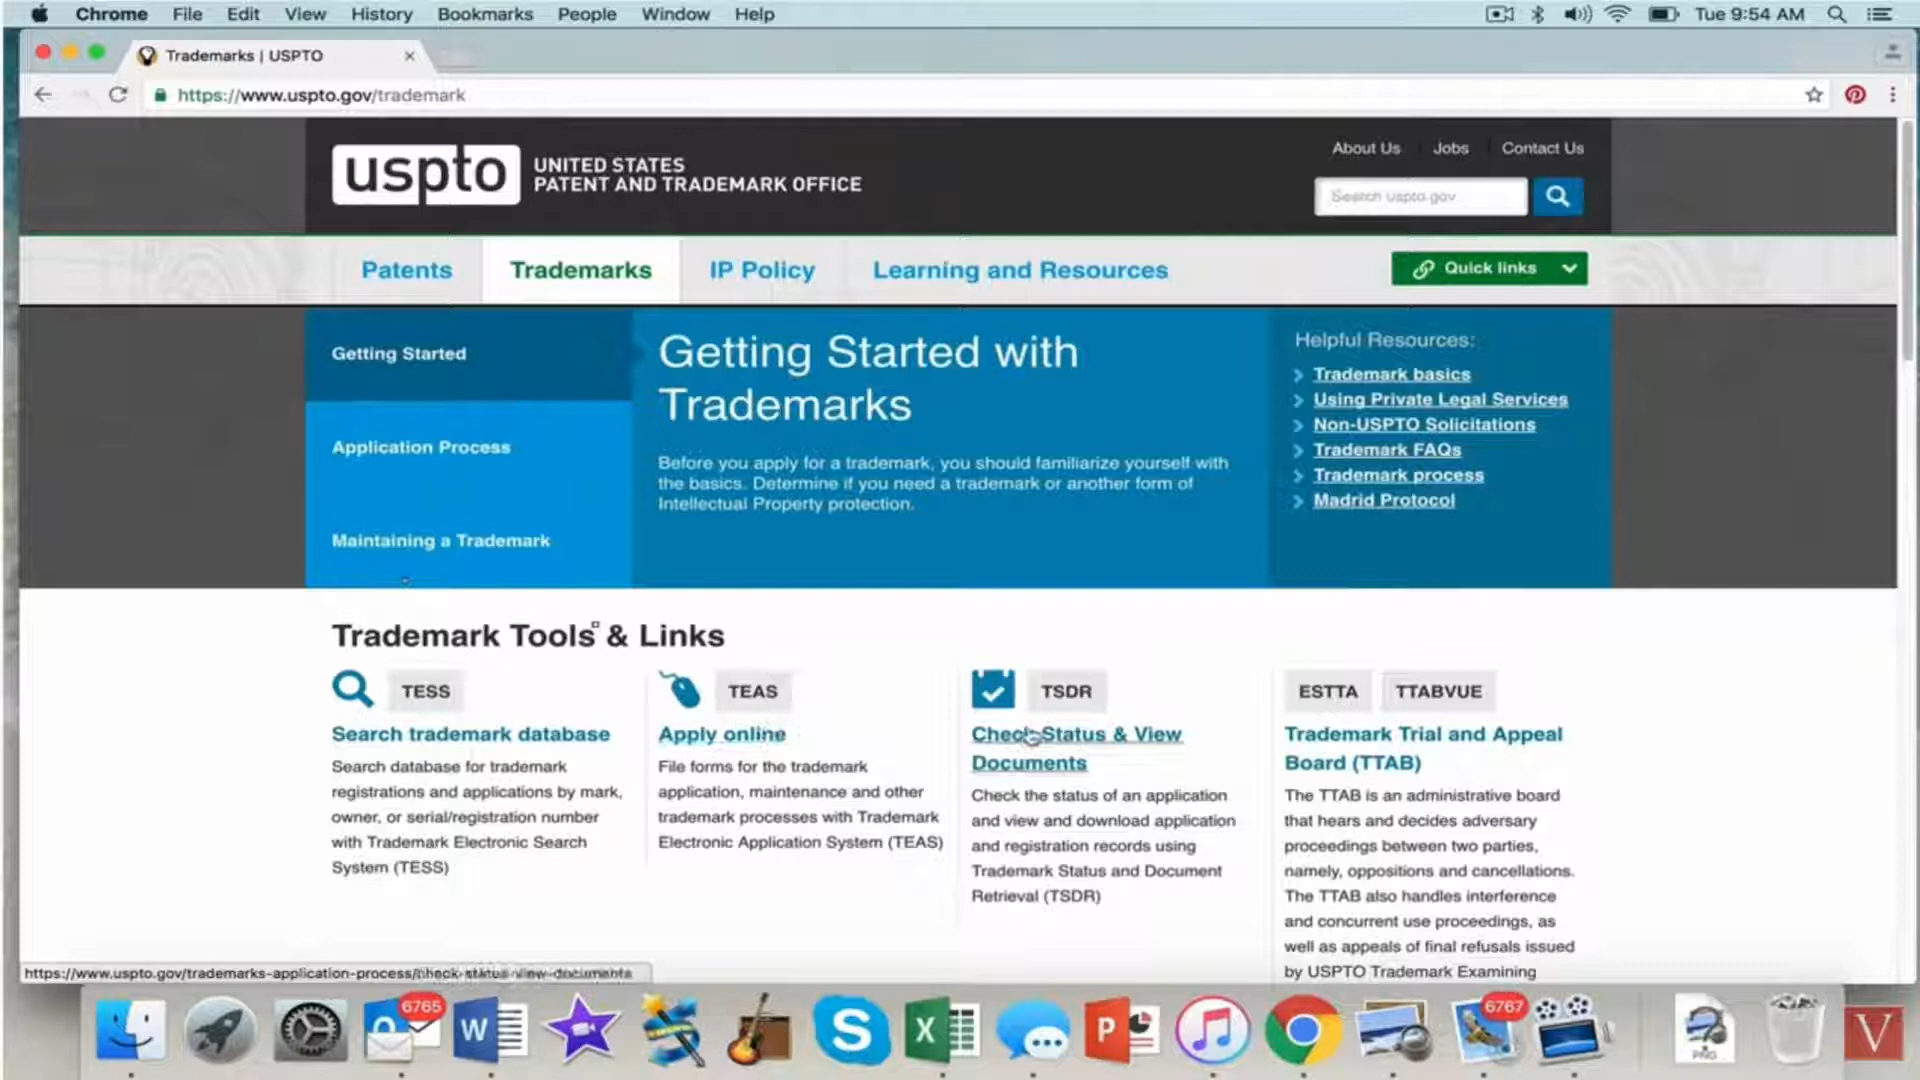 Chrome File Edit View History Bookmarks People Window Help Tue 9:54 AM
Trademarks | USPTO
https://www.uspto.gov/trademark
About Us Jobs Contact Us
uspto UNITED STATES
PATENT AND TRADEMARK OFFICE
Search uspto.gov
Patents Trademarks IP Policy Learning and Resources Quick links
Getting Started
Application Process
Maintaining a Trademark
Getting Started with
Trademarks
Before you apply for a trademark, you should familiarize yourself with
the basics. Determine if you need a trademark or another form of
Intellectual Property protection.
Helpful Resources:
Trademark basics
Using Private Legal Services
Non-USPTO Solicitations
Trademark FAQs
Trademark process
Madrid Protocol
Trademark Tools & Links
TESS
Search trademark database
Search database for trademark
registrations and applications by mark,
owner, or serial/registration number
with Trademark Electronic Search
System (TESS)
TEAS
Apply online
File forms for the trademark
application, maintenance and other
trademark processes with Trademark
Electronic Application System (TEAS)
TSDR
Check Status & View
Documents
Check the status of an application
and view and download application
and registration records using
Trademark Status and Document
Retrieval (TSDR)
ESTTA TTABVUE
Trademark Trial and Appeal
Board (TTAB)
The TTAB is an administrative board
that hears and decides adversary
proceedings between two parties,
namely, oppositions and cancellations.
The TTAB also handles interference
and concurrent use proceedings, as
well as appeals of final refusals issued
by USPTO Trademark Examining
https://www.uspto.gov/trademarks-application-process/check-status-view-documents
6765 6767
PNG
V